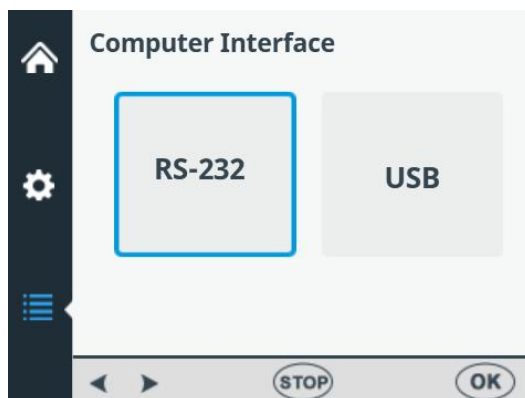 Computer Interface
RS-232
USB
STOP
OK